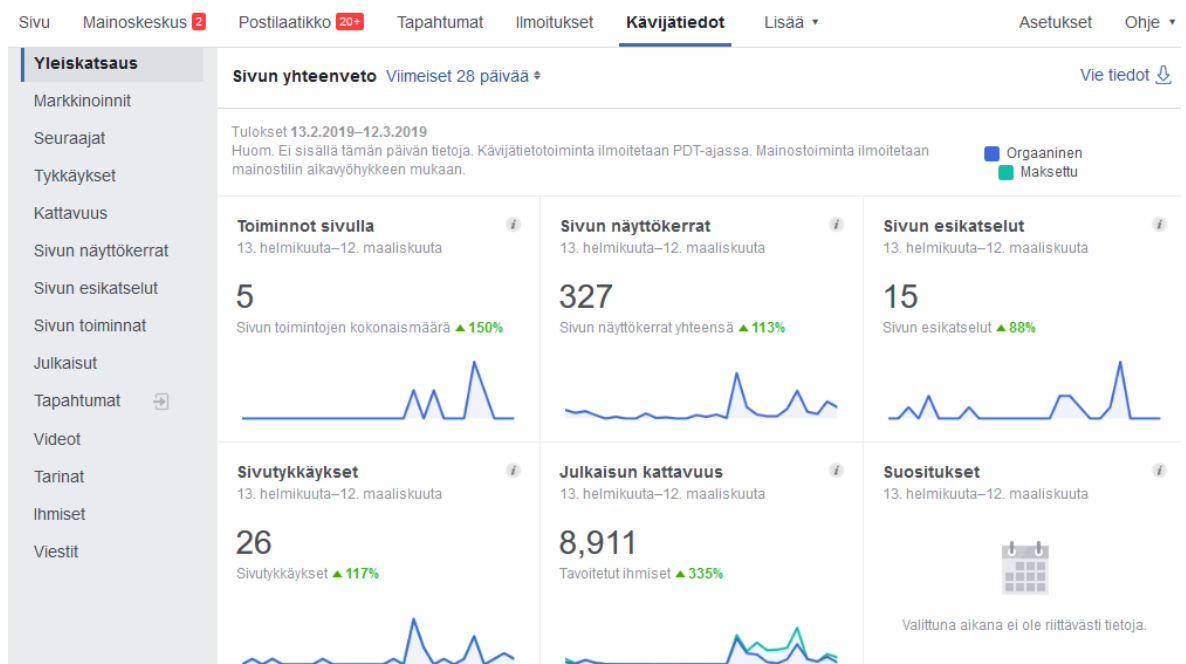 Sivu Mainoskeskus 2 Postilaatikko 20+ Tapahtumat Ilmoitukset Kävijätiedot Lisää Asetukset Ohje
Yleiskatsaus
Markkinoinnit
Seuraajat
Tykkäykset
Kattavuus
Sivun näyttökerrat
Sivun esikatselut
Sivun toiminnat
Julkaisut
Tapahtumat
Videot
Tarinat
Ihmiset
Viestit
Sivun yhteenveto Viimeiset 28 päivää
Vie tiedot
Tulokset 13.2.2019–12.3.2019
Huom. Ei sisällä tämän päivän tietoja. Kävijätietotoiminta ilmoitetaan PDT-ajassa. Mainostoiminta ilmoitetaan
mainostilin aikavyöhykkeen mukaan.
Orgaaninen
Maksettu
Toiminnot sivulla
13. helmikuuta–12. maaliskuuta
5
Sivun toimintojen kokonaismäärä ▲ 150%
Sivun näyttökerrat
13. helmikuuta–12. maaliskuuta
327
Sivun näyttökerrat yhteensä ▲ 113%
Sivun esikatselut
13. helmikuuta–12. maaliskuuta
15
Sivun esikatselut ▲ 88%
Sivutykkäykset
13. helmikuuta–12. maaliskuuta
26
Sivutykkäykset ▲ 117%
Julkaisun kattavuus
13. helmikuuta–12. maaliskuuta
8,911
Tavoitetut ihmiset ▲ 335%
Suositukset
13. helmikuuta–12. maaliskuuta
Valittuna aikana ei ole riittävästi tietoja.